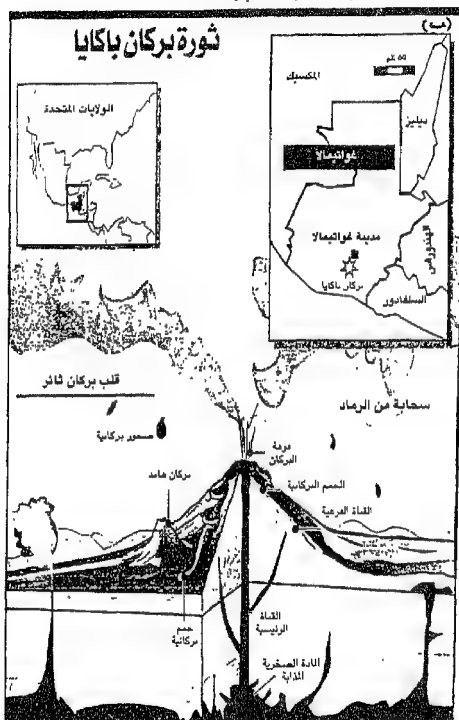 ثورة بركان باكايا
الولايات المتحدة
المكسيك
٥٥ كم
بيليز
غواتيمالا
مدينة غواتيمالا
بركان باكايا
الهندوراس
السلفادور
قلب بركان ثائر
سحابة من الرماد
صخور بركانية
فوهة
البركان
بركان هامد
الحمم البركانية
القناة الفرعية
حمم
بركانية
القناة
الرئيسية
المادة الصخرية
المذابة